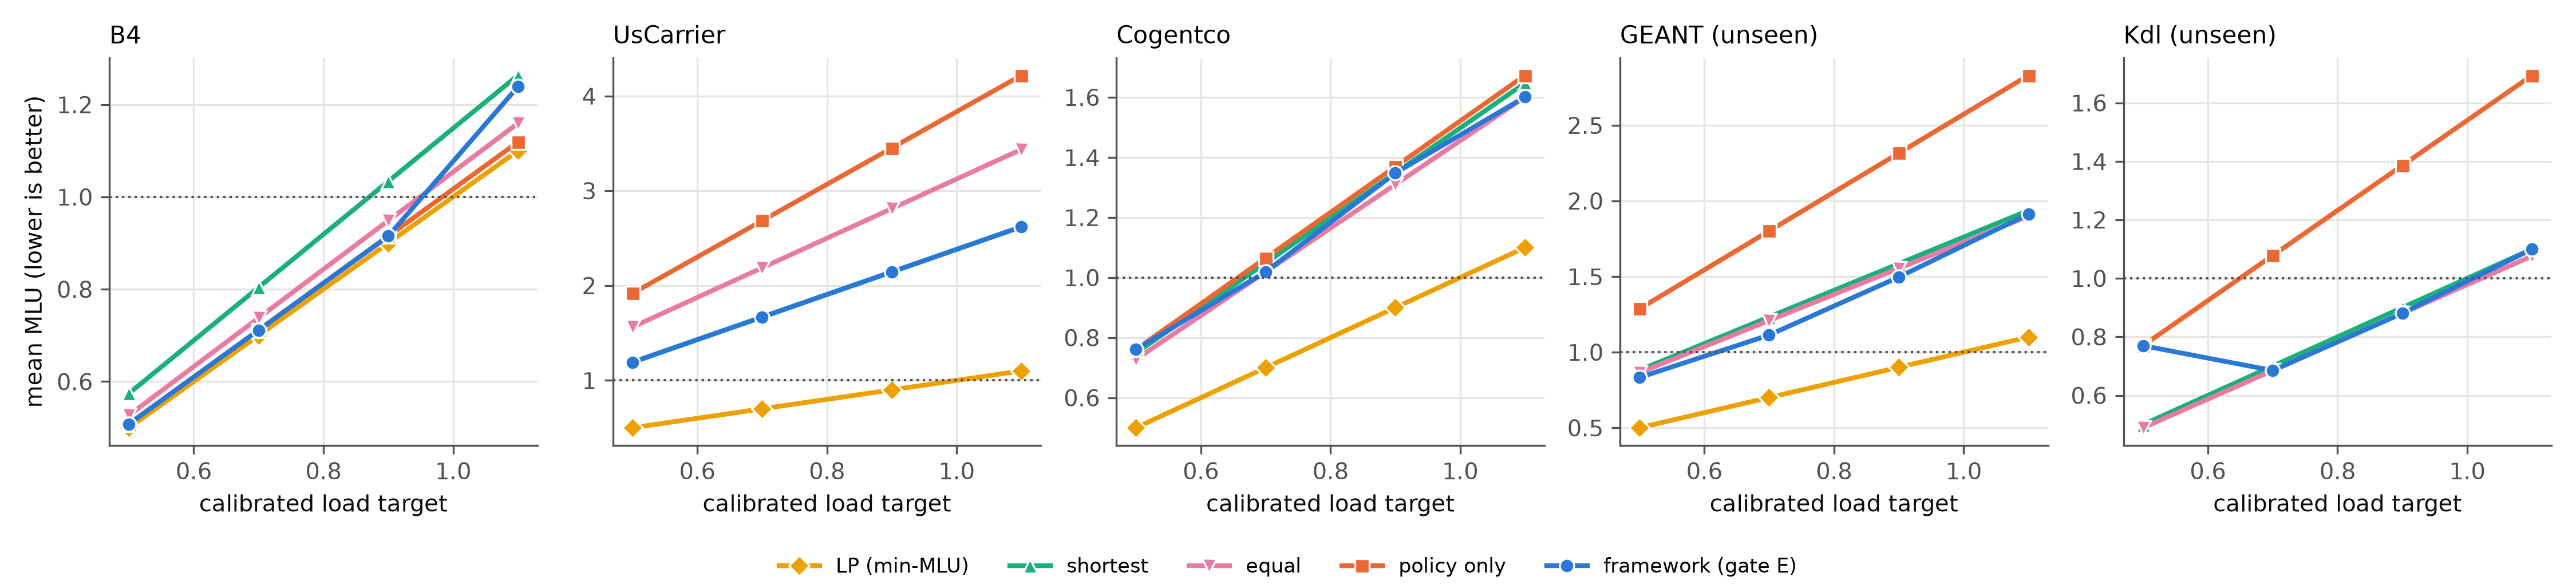 B4
UsCarrier
Cogentco
GEANT (unseen)
Kdl (unseen)
mean MLU (lower is better)
1.2
1.0
0.8
0.6
4
3
2
1
1.6
1.4
1.2
1.0
0.8
0.6
2.5
2.0
1.5
1.0
0.5
1.6
1.4
1.2
1.0
0.8
0.6
0.6 0.8 1.0
0.6 0.8 1.0
0.6 0.8 1.0
0.6 0.8 1.0
0.6 0.8 1.0
calibrated load target
calibrated load target
calibrated load target
calibrated load target
calibrated load target
LP (min-MLU) shortest equal policy only framework (gate E)